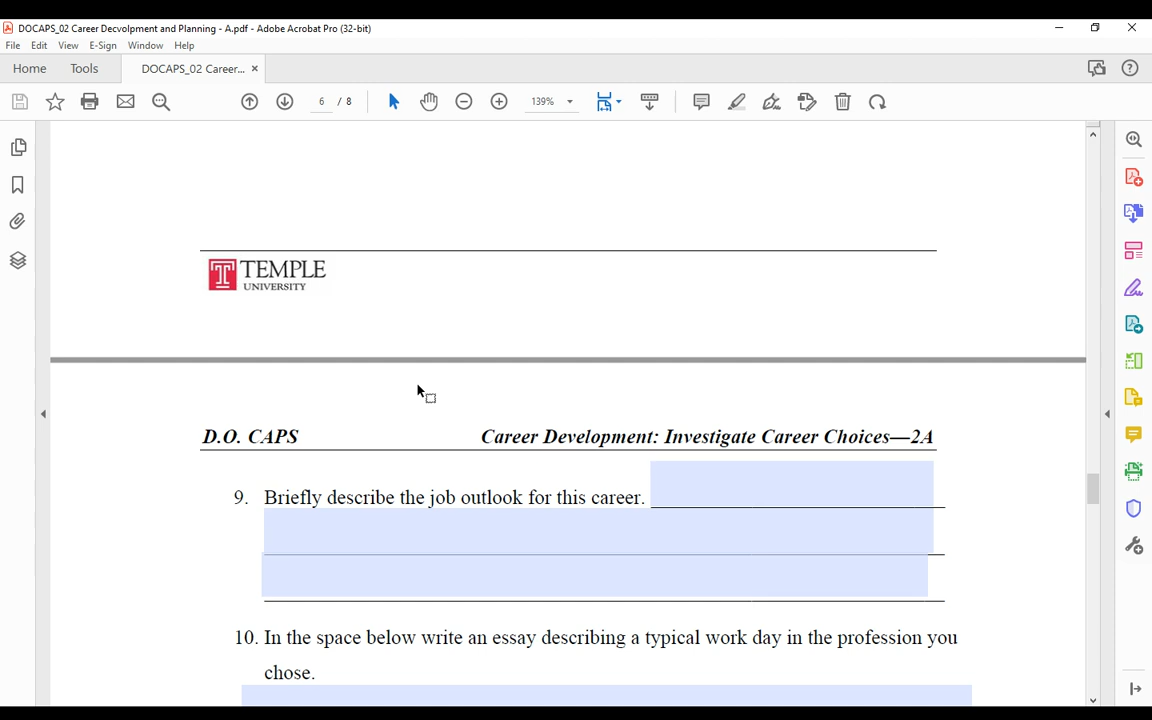 DOCAPS_02 Career Decvolpment and Planning - A.pdf - Adobe Acrobat Pro (32-bit)
File Edit View E-Sign Window Help
Home Tools DOCAPS_02 Career... ×
6 / 8 139%
TEMPLE
UNIVERSITY
D.O. CAPS Career Development: Investigate Career Choices—2A
9. Briefly describe the job outlook for this career.
10. In the space below write an essay describing a typical work day in the profession you
chose.